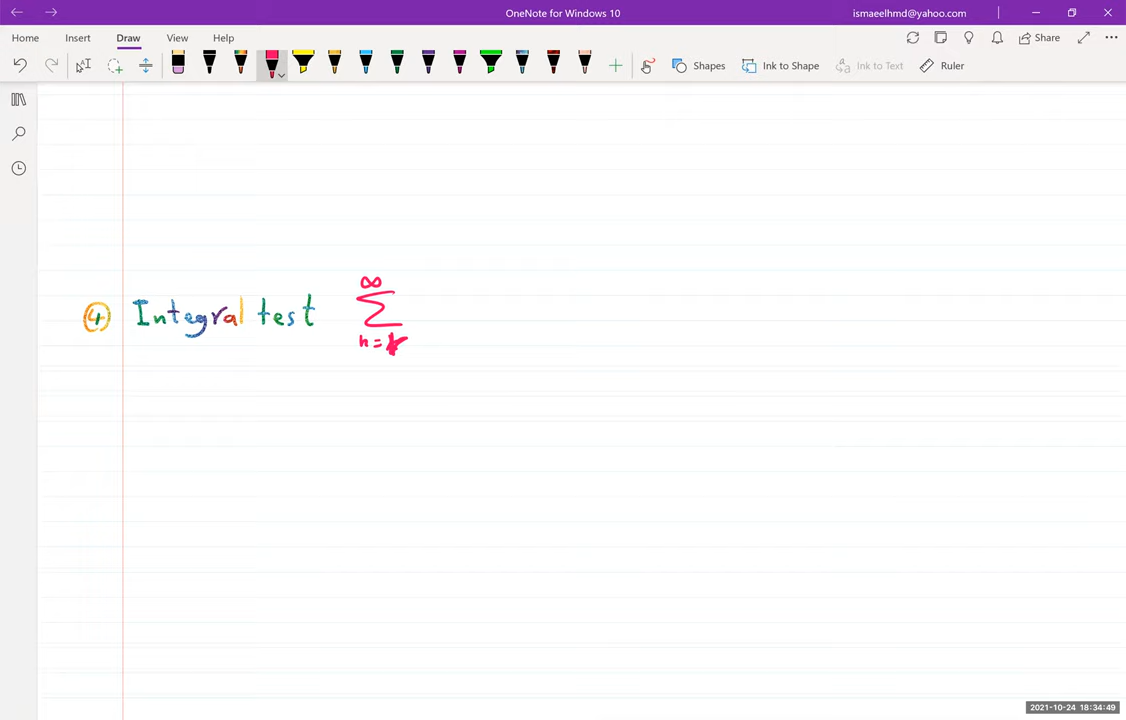 OneNote for Windows 10
ismaeelhmd@yahoo.com
Home Insert Draw View Help
Share
Shapes Ink to Shape Ink to Text Ruler
∞
④ Integral test ∑
n =
2021-10-24 18:34:49